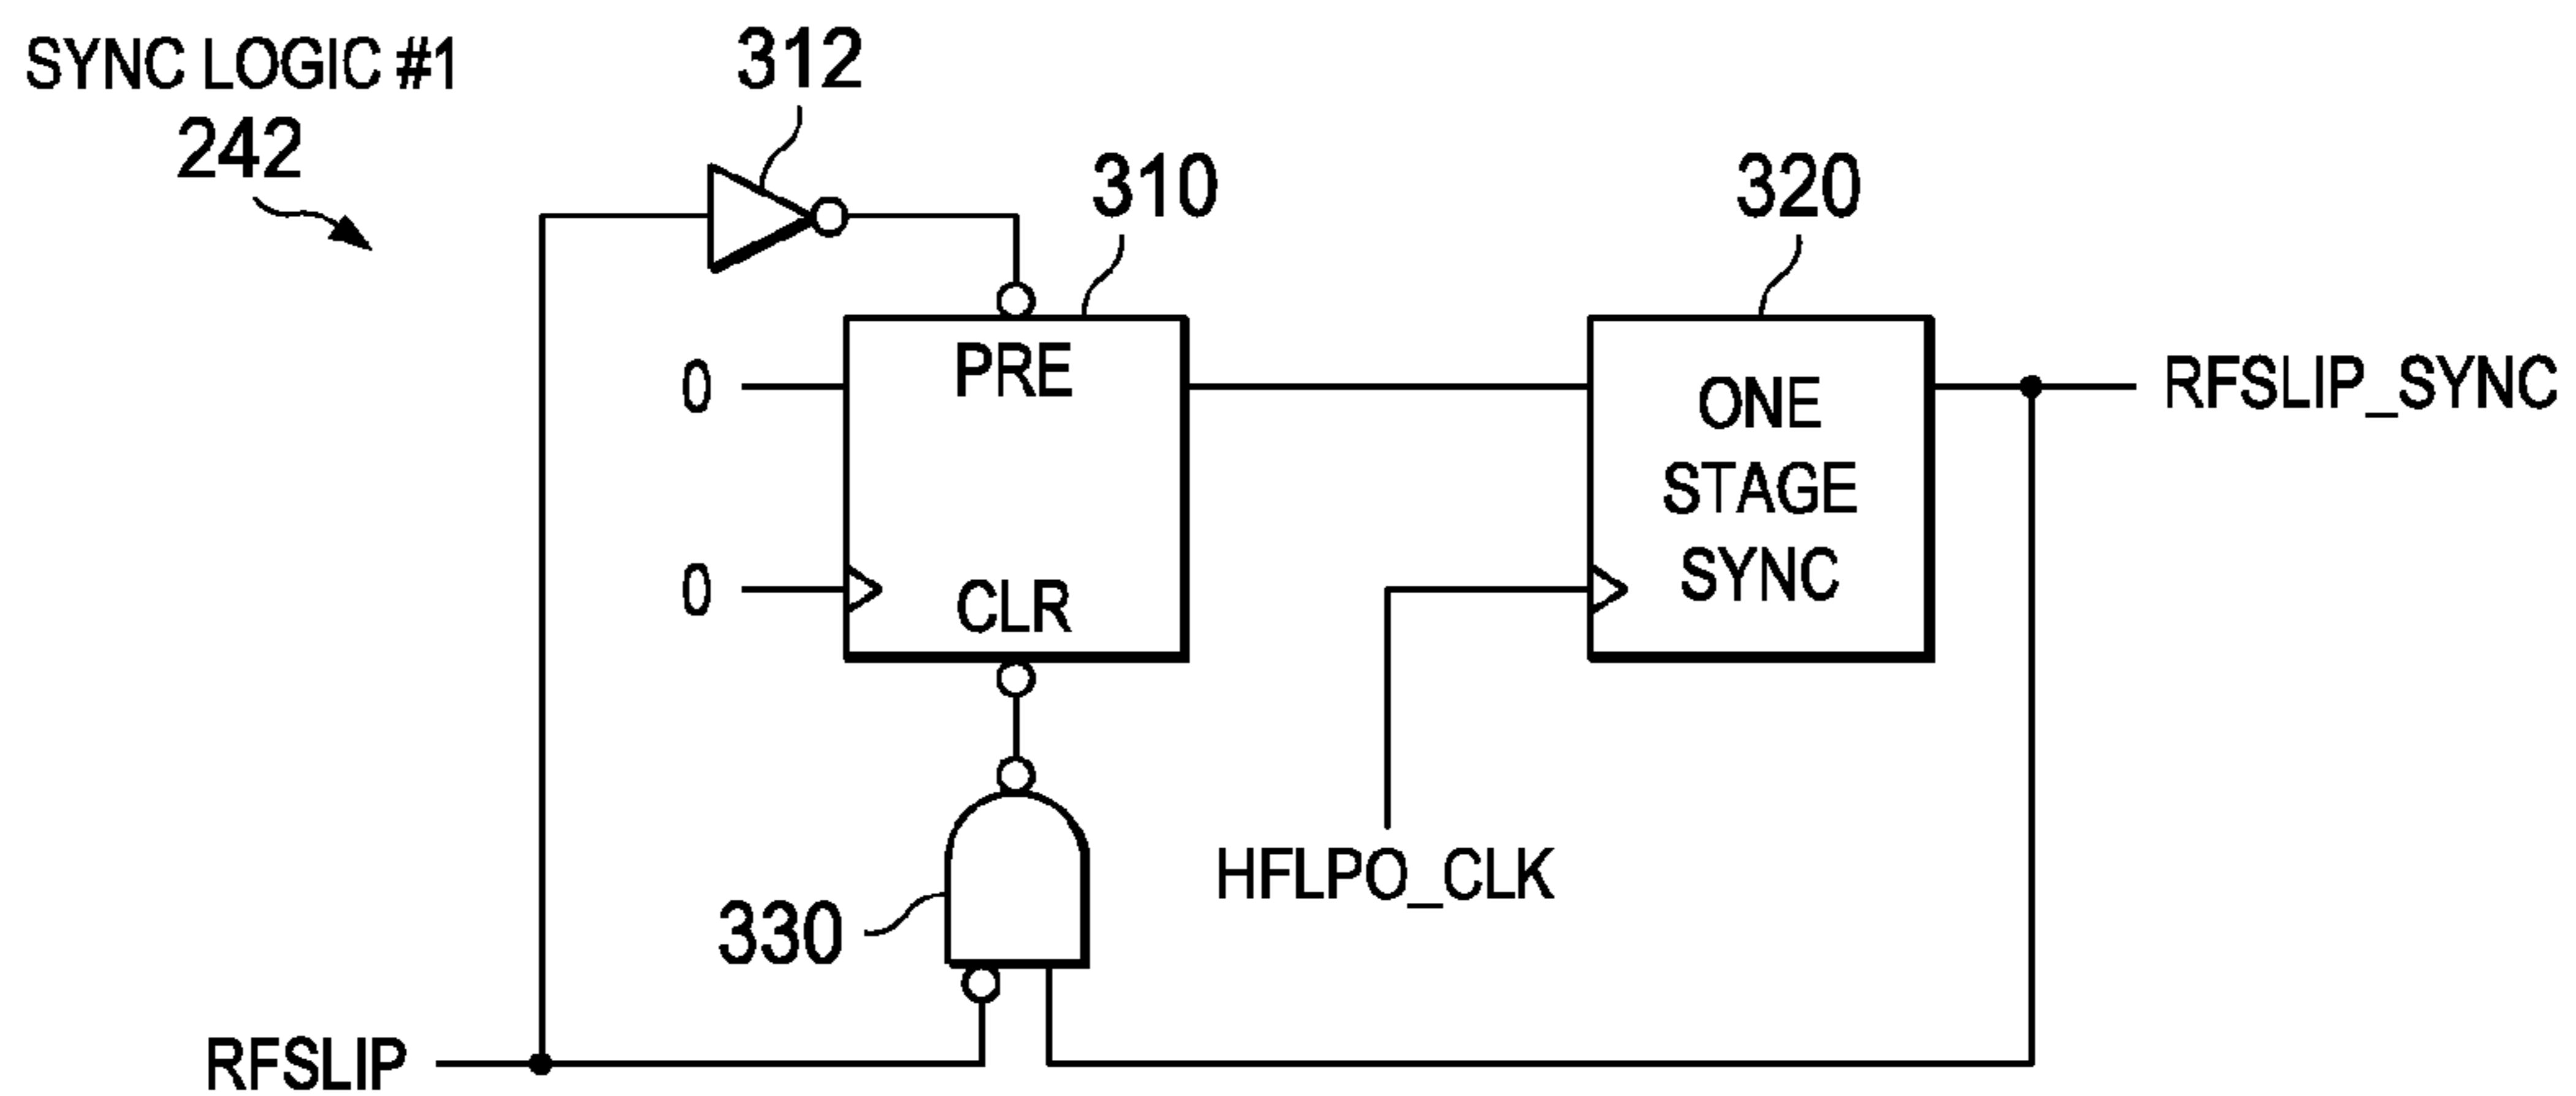 SYNC LOGIC #1
242
312
310
320
0
PRE
0
CLR
ONE
STAGE
SYNC
RFSLIP_SYNC
HFLPO_CLK
330
RFSLIP